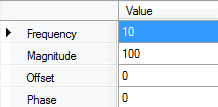 Value
Frequency 10
Magnitude 100
Offset 0
Phase 0